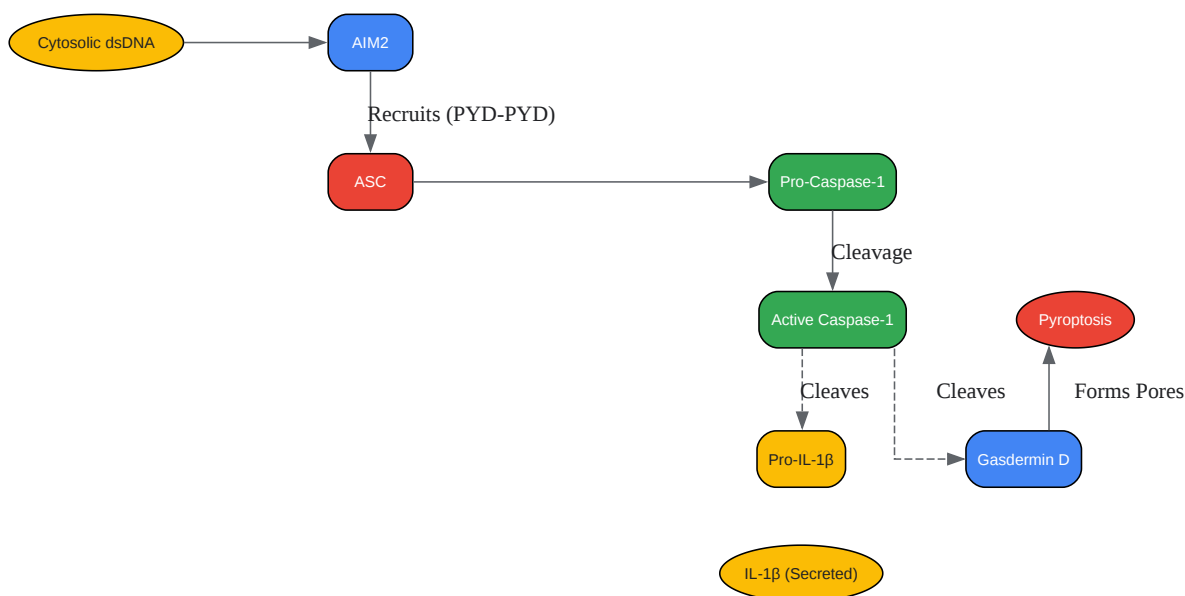 Cytosolic dsDNA
AIM2
Recruits (PYD-PYD)
ASC
Pro-Caspase-1
Cleavage
Active Caspase-1
Pyroptosis
Cleaves
Cleaves
Forms Pores
Pro-IL-1β
Gasdermin D
IL-1β (Secreted)